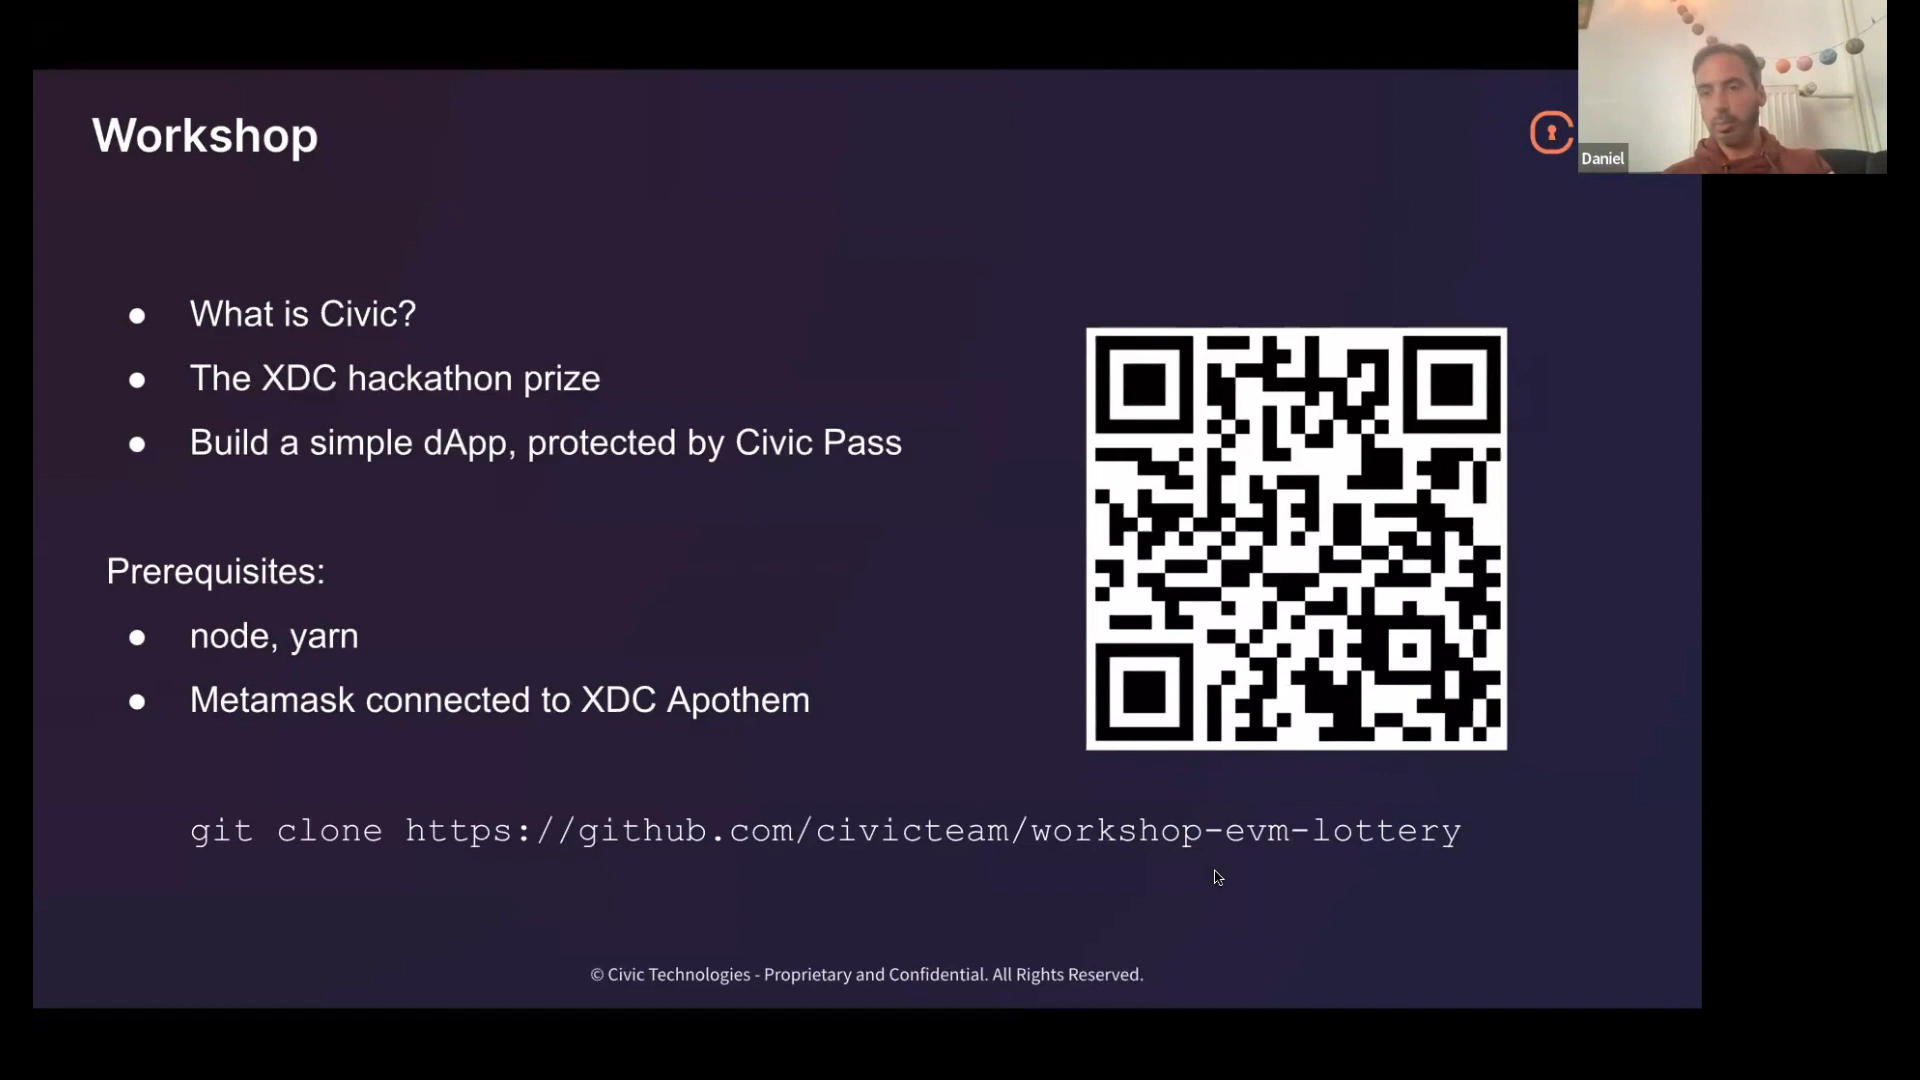 Workshop
Daniel
● What is Civic?
● The XDC hackathon prize
● Build a simple dApp, protected by Civic Pass
Prerequisites:
● node, yarn
● Metamask connected to XDC Apothem
git clone https://github.com/civicteam/workshop-evm-lottery
© Civic Technologies - Proprietary and Confidential. All Rights Reserved.